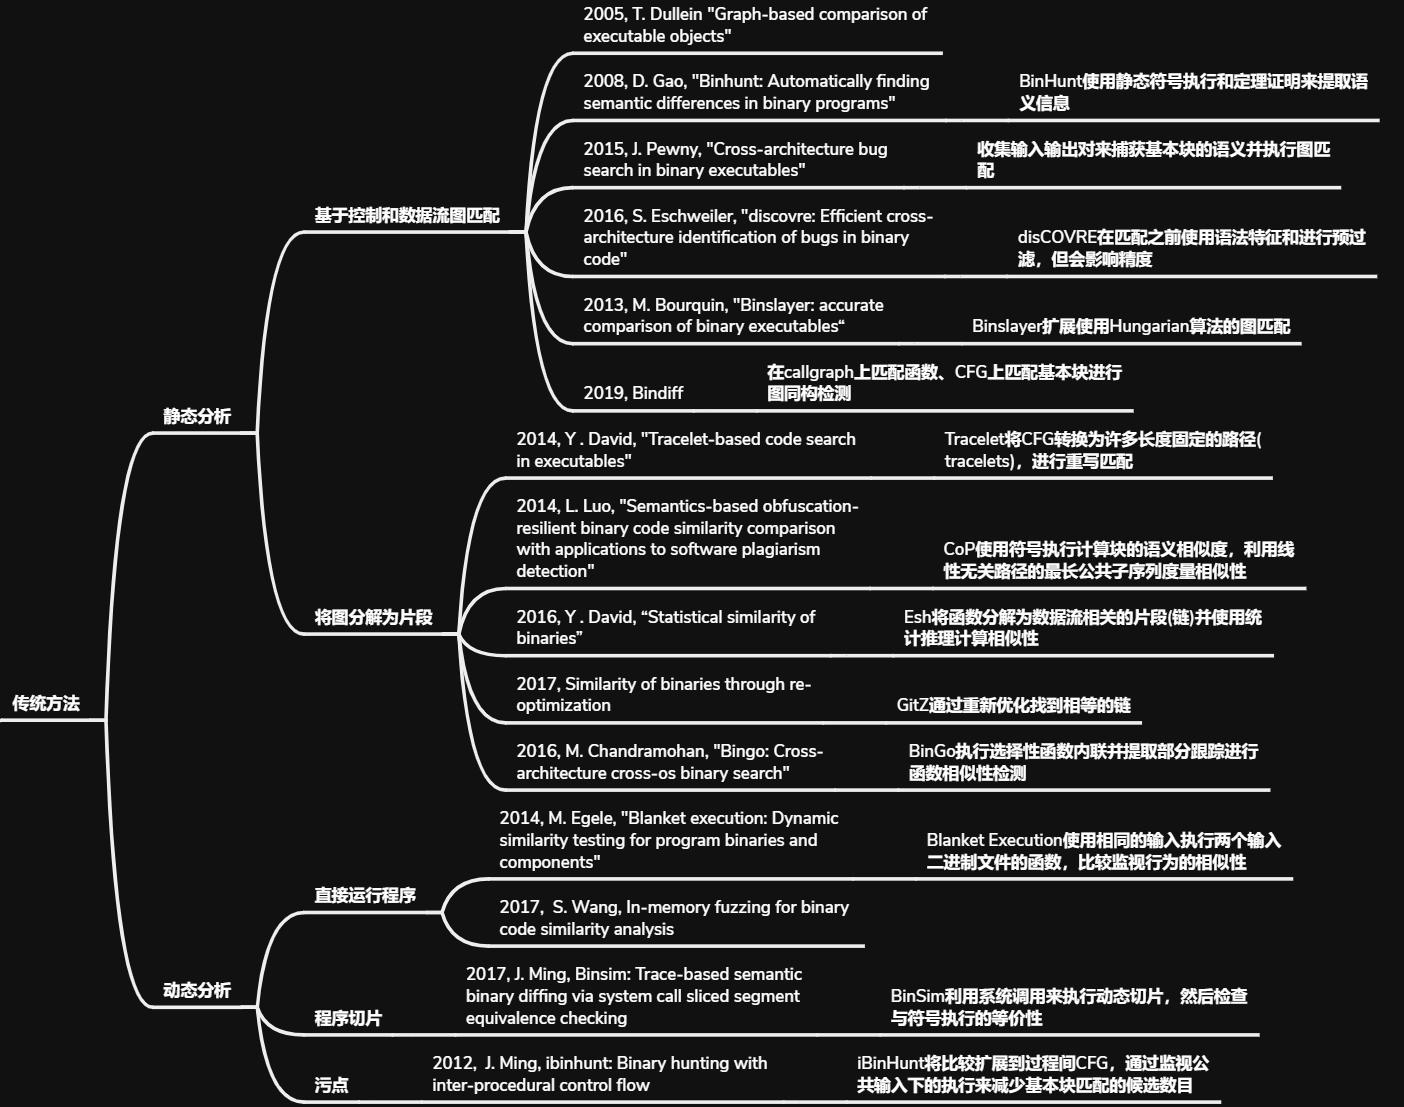 传统方法
静态分析
基于控制和数据流图匹配
2005, T. Dullein "Graph-based comparison of
executable objects"
2008, D. Gao, "Binhunt: Automatically finding
semantic differences in binary programs"
BinHunt使用静态符号执行和定理证明来提取语
义信息
2015, J. Pewny, "Cross-architecture bug
search in binary executables"
收集输入输出对来捕获基本块的语义并执行图匹
配
2016, S. Eschweiler, "discovre: Efficient cross-
architecture identification of bugs in binary
code"
disCOVRE在匹配之前使用语法特征和进行预过
滤，但会影响精度
2013, M. Bourquin, "Binslayer: accurate
comparison of binary executables“
Binslayer扩展使用Hungarian算法的图匹配
2019, Bindiff
在callgraph上匹配函数、CFG上匹配基本块进行
图同构检测
将图分解为片段
2014, Y . David, "Tracelet-based code search
in executables"
Tracelet将CFG转换为许多长度固定的路径(
tracelets)，进行重写匹配
2014, L. Luo, "Semantics-based obfuscation-
resilient binary code similarity comparison
with applications to software plagiarism
detection"
CoP使用符号执行计算块的语义相似度，利用线
性无关路径的最长公共子序列度量相似性
2016, Y . David, “Statistical similarity of
binaries”
Esh将函数分解为数据流相关的片段(链)并使用统
计推理计算相似性
2017, Similarity of binaries through re-
optimization
GitZ通过重新优化找到相等的链
2016, M. Chandramohan, "Bingo: Cross-
architecture cross-os binary search"
BinGo执行选择性函数内联并提取部分跟踪进行
函数相似性检测
动态分析
直接运行程序
2014, M. Egele, "Blanket execution: Dynamic
similarity testing for program binaries and
components"
Blanket Execution使用相同的输入执行两个输入
二进制文件的函数，比较监视行为的相似性
2017,  S. Wang, In-memory fuzzing for binary
code similarity analysis
程序切片
2017, J. Ming, Binsim: Trace-based semantic
binary diffing via system call sliced segment
equivalence checking
BinSim利用系统调用来执行动态切片，然后检查
与符号执行的等价性
污点
2012,  J. Ming, ibinhunt: Binary hunting with
inter-procedural control flow
iBinHunt将比较扩展到过程间CFG，通过监视公
共输入下的执行来减少基本块匹配的候选数目